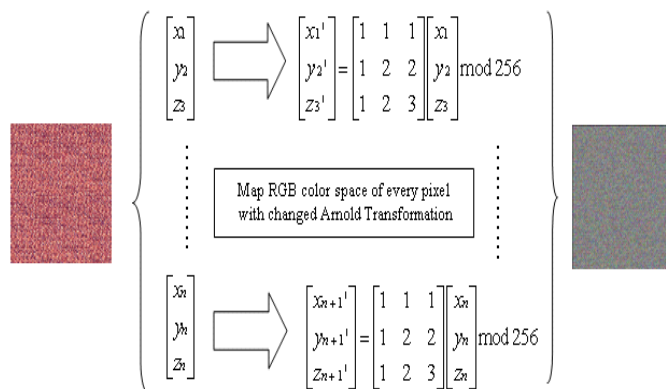 [x1 y2 z3] [x1' y2' z3'] = [1 1 1 1 2 2 1 2 3] [x1 y2 z3] mod 256
Map RGB color space of every pixel
with changed Arnold Transformation
[xn yn zn] [xn+1' yn+1' zn+1'] = [1 1 1 1 2 2 1 2 3] [xn yn zn] mod 256